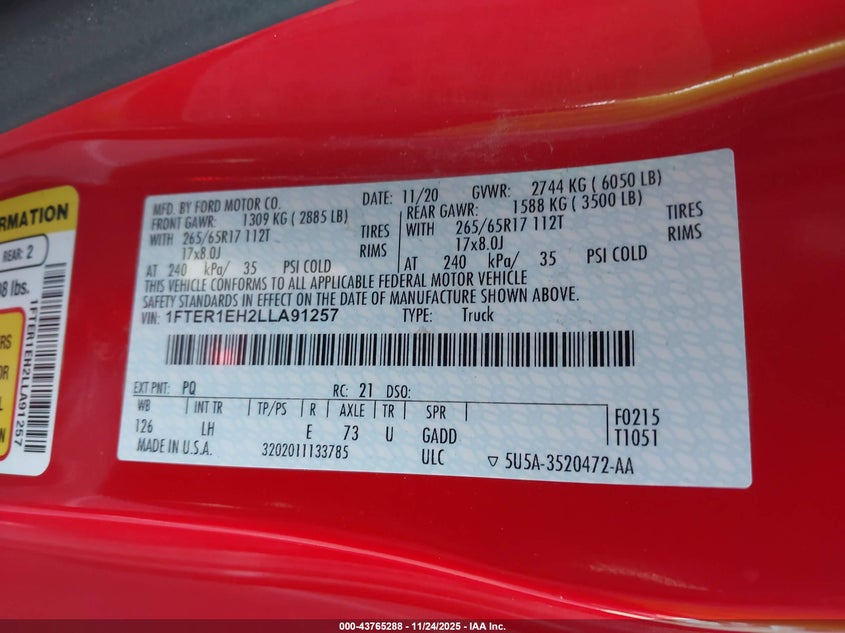 RMATION
REAR: 2
08 lbs.
1FTER1EH2LLA91257
MFD. BY FORD MOTOR CO.
DATE: 11/20 GVWR: 2744 KG ( 6050 LB)
FRONT GAWR: 1309 KG ( 2885 LB)
REAR GAWR: 1588 KG ( 3500 LB)
WITH 265/65R17 112T TIRES
WITH 265/65R17 112T TIRES
17x8.0J RIMS
17x8.0J RIMS
AT 240 kPa/ 35 PSI COLD
AT 240 kPa/ 35 PSI COLD
THIS VEHICLE CONFORMS TO ALL APPLICABLE FEDERAL MOTOR VEHICLE
SAFETY STANDARDS IN EFFECT ON THE DATE OF MANUFACTURE SHOWN ABOVE.
VIN: 1FTER1EH2LLA91257 TYPE: Truck
EXT PNT: PQ RC: 21 DSO:
WB INT TR TP/PS R AXLE TR SPR
126 LH E 73 U GADD
F0215
T1051
MADE IN U.S.A. 3202011133785 ULC ▽ 5U5A-3520472-AA
000-43765288 - 11/24/2025 - IAA Inc.